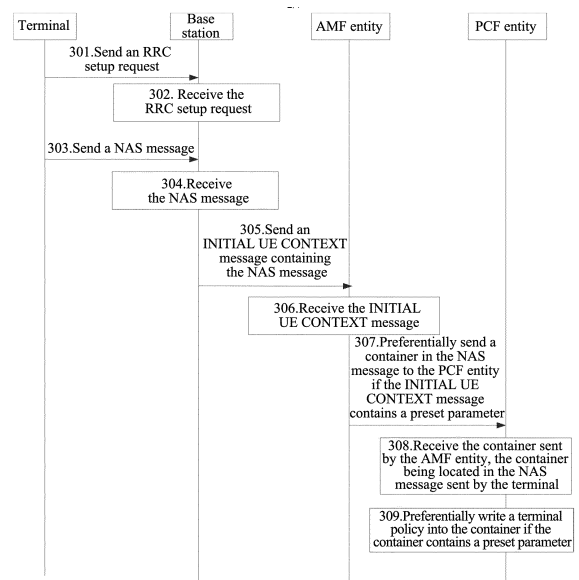 Terminal
Base
station
AMF entity
PCF entity
301.Send an RRC
setup request
302. Receive the
RRC setup request
303.Send a NAS message
304.Receive
the NAS message
305.Send an
INITIAL UE CONTEXT
message containing
the NAS message
306.Receive the INITIAL
UE CONTEXT message
307.Preferentially send a
container in the NAS
message to the PCF entity
if the INITIAL UE
CONTEXT message
contains a preset parameter
308.Receive the container sent
by the AMF entity, the container
being located in the NAS
message sent by the terminal
309.Preferentially write a terminal
policy into the container if the
container contains a preset parameter